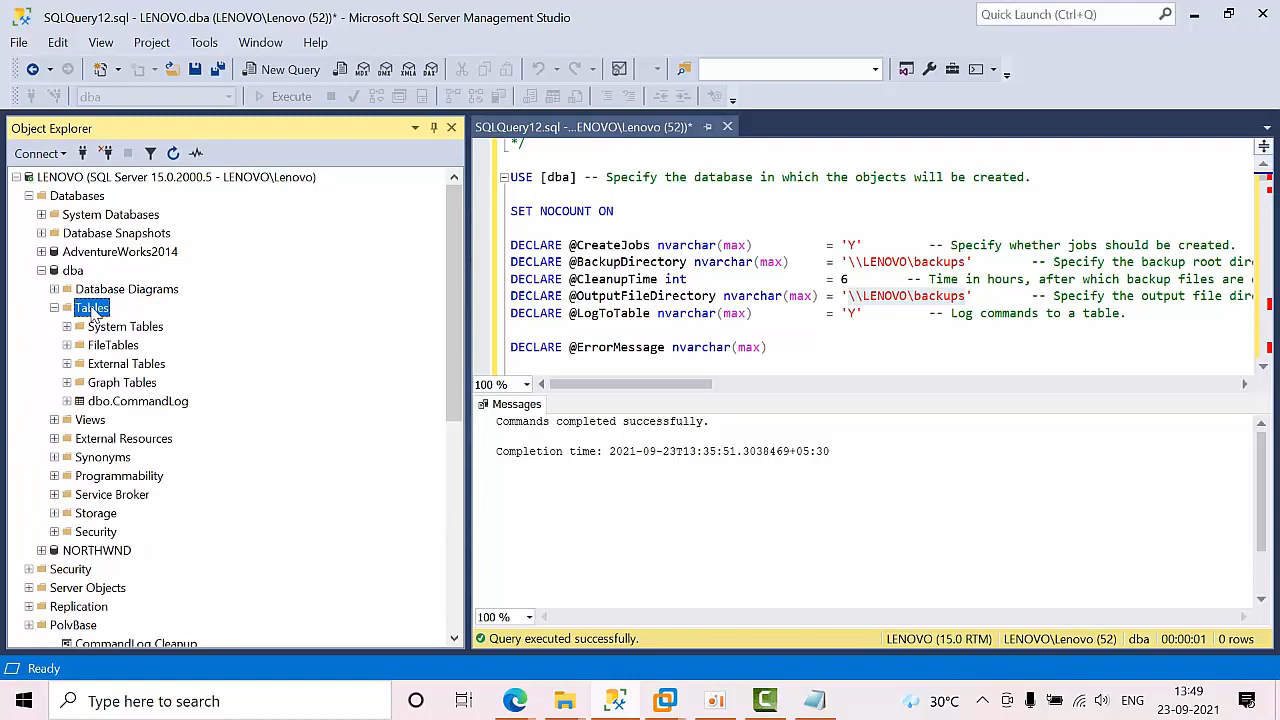 SQLQuery12.sql - LENOVO.dba (LENOVO\Lenovo (52))* - Microsoft SQL Server Management Studio
Quick Launch (Ctrl+Q)
File Edit View Project Tools Window Help
New Query
MDX DMX XMLA DAX
dba
Execute
Object Explorer
Connect
LENOVO (SQL Server 15.0.2000.5 - LENOVO\Lenovo)
Databases
System Databases
Database Snapshots
AdventureWorks2014
dba
Database Diagrams
Tables
System Tables
FileTables
External Tables
Graph Tables
dbo.CommandLog
Views
External Resources
Synonyms
Programmability
Service Broker
Storage
Security
NORTHWND
Security
Server Objects
Replication
PolyBase
CommandLog Cleanup
SQLQuery12.sql -...ENOVO\Lenovo (52))*
*/
USE [dba] -- Specify the database in which the objects will be created.
SET NOCOUNT ON
DECLARE @CreateJobs nvarchar(max) = 'Y' -- Specify whether jobs should be created.
DECLARE @BackupDirectory nvarchar(max) = '\\LENOVO\backups' -- Specify the backup root dir
DECLARE @CleanupTime int = 6 -- Time in hours, after which backup files are
DECLARE @OutputFileDirectory nvarchar(max) = '\\LENOVO\backups' -- Specify the output file dir
DECLARE @LogToTable nvarchar(max) = 'Y' -- Log commands to a table.
DECLARE @ErrorMessage nvarchar(max)
100 %
Messages
Commands completed successfully.
Completion time: 2021-09-23T13:35:51.3038469+05:30
100 %
Query executed successfully.
LENOVO (15.0 RTM) LENOVO\Lenovo (52) dba 00:00:01 0 rows
Ready
Type here to search
30°C
ENG
13:49
23-09-2021